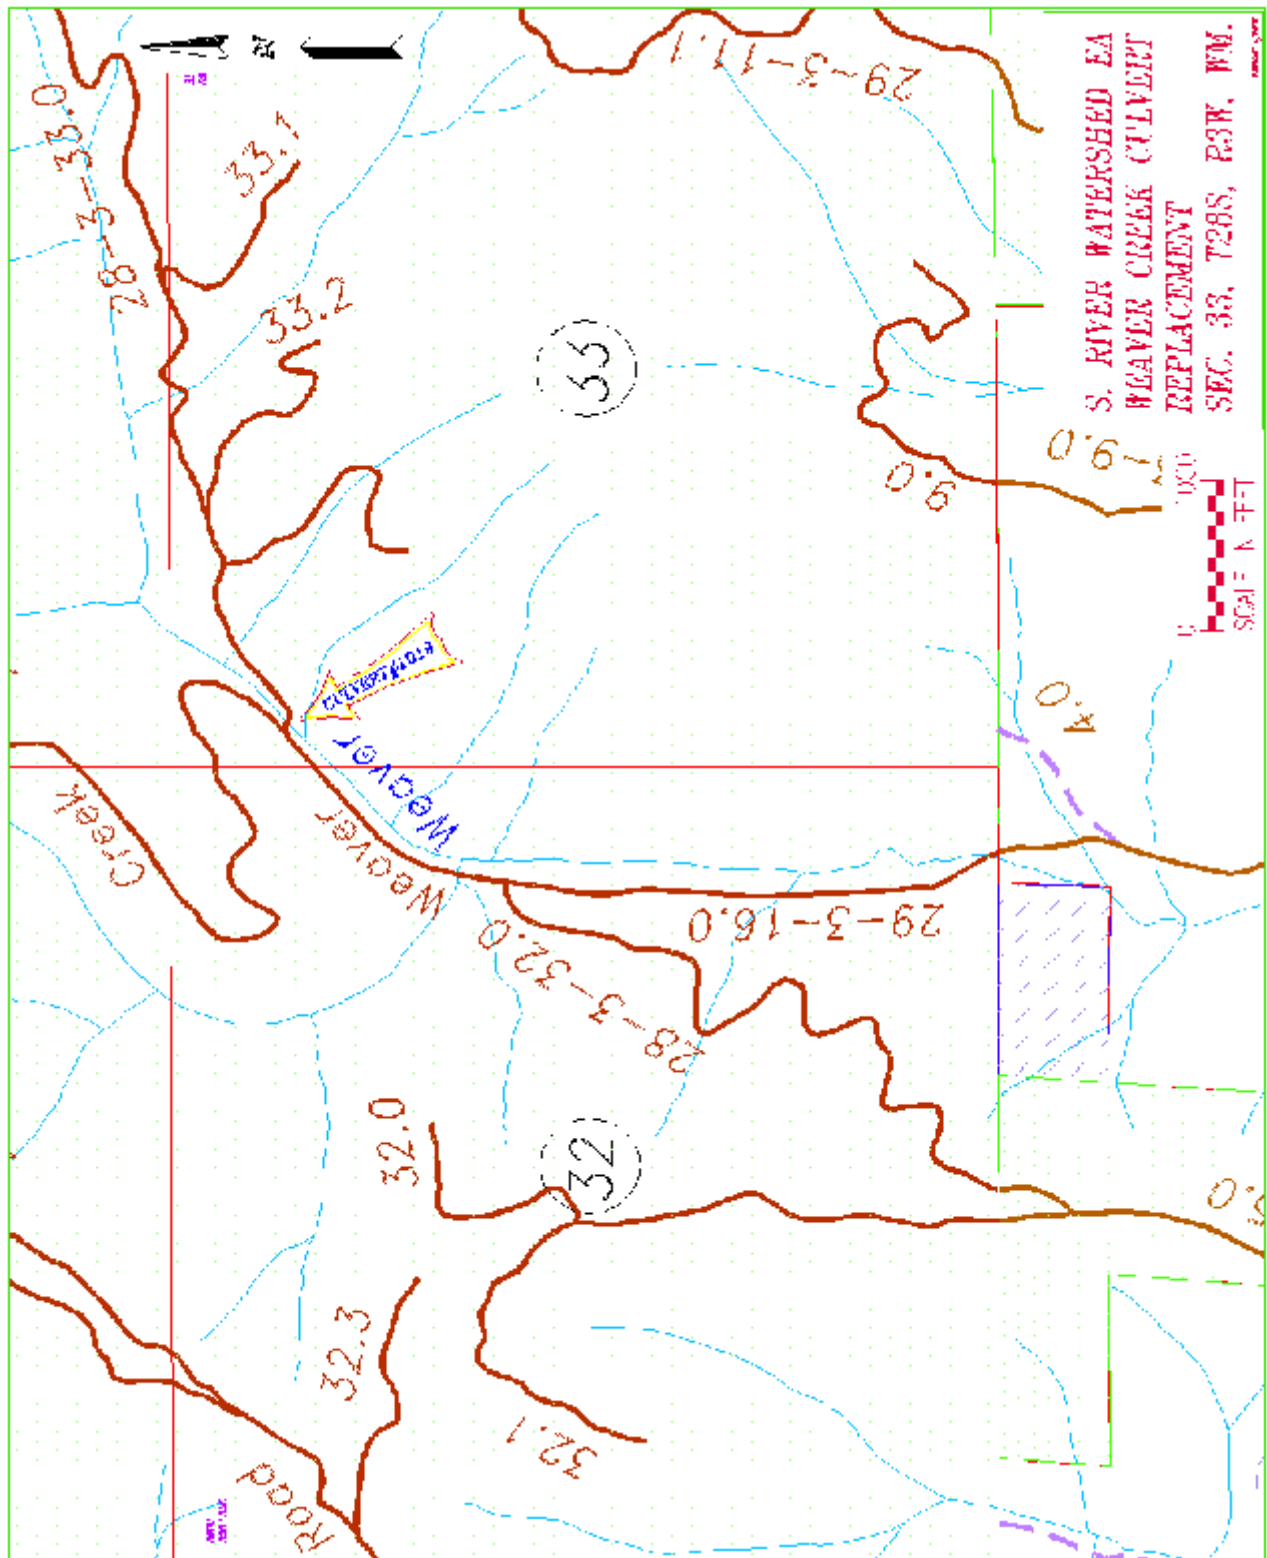 S. RIVER WATERSHED EA
WEAVER CREEK CULVERT
REPLACEMENT
SEC. 33, T28S, R3W, WM.
0
1000
SCALE IN FEET
N
28-3-33.0
33.1
33.2
29-3-11.1
33
9.0
-9.0
4.0
Weaver
Creek
Weaver
29-3-16.0
28-3-32.0
32.0
32
32.3
32.1
Road